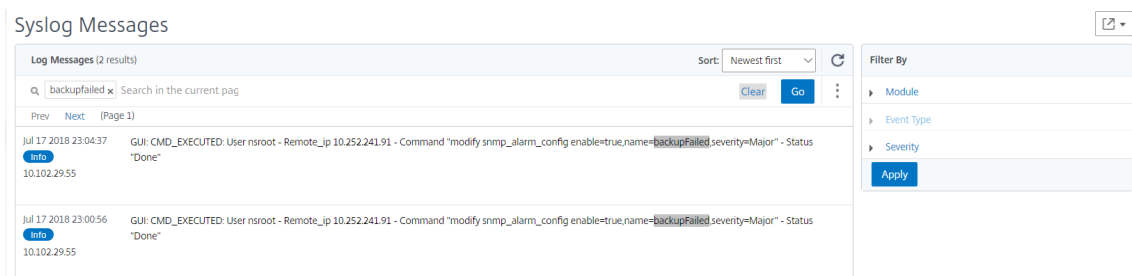 Syslog Messages
Log Messages (2 results)
Sort: Newest first
backupfailed x Search in the current pag
Clear Go
Prev Next (Page 1)
Jul 17 2018 23:04:37 GUI: CMD_EXECUTED: User nsroot - Remote_ip 10.252.241.91 - Command "modify snmp_alarm_config enable=true,name=backupFailed,severity=Major" - Status
Info "Done"
10.102.29.55
Jul 17 2018 23:00:56 GUI: CMD_EXECUTED: User nsroot - Remote_ip 10.252.241.91 - Command "modify snmp_alarm_config enable=true,name=backupFailed,severity=Major" - Status
Info "Done"
10.102.29.55
Filter By
Module
Event Type
Severity
Apply